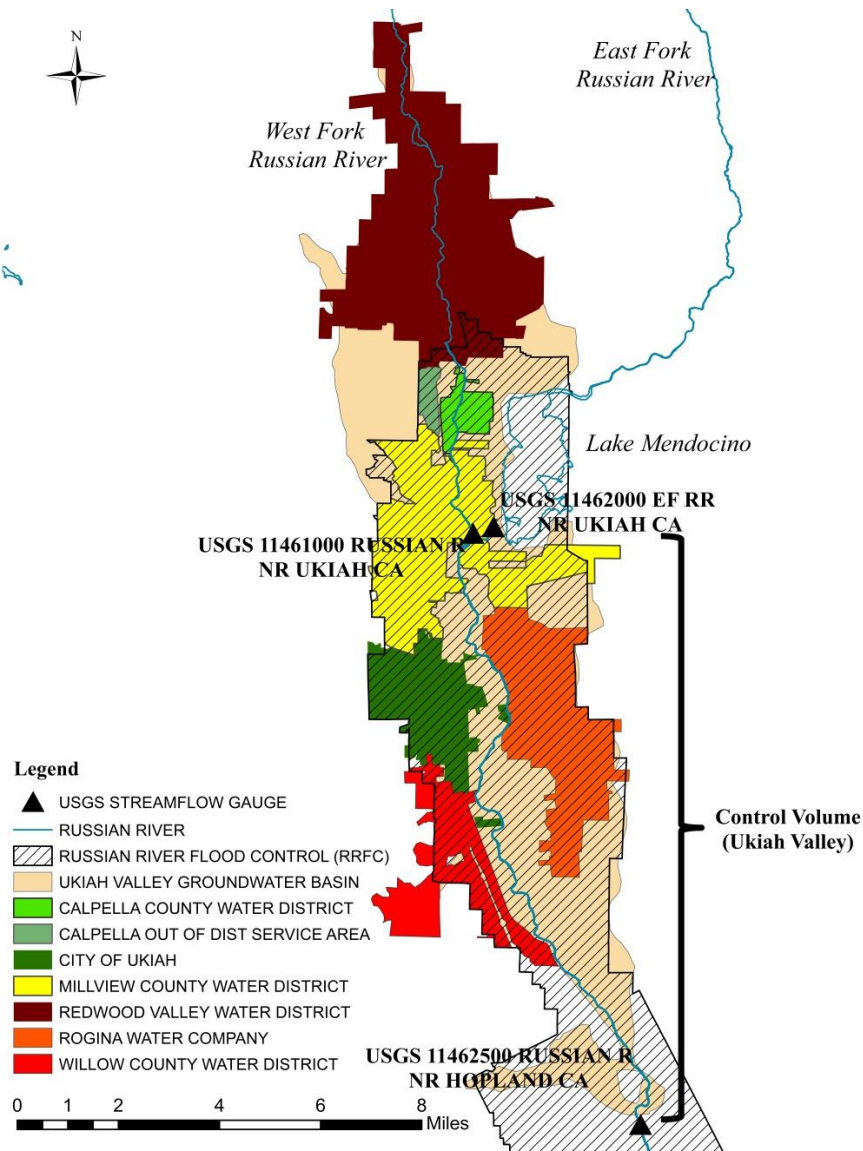 N
East Fork
Russian River
West Fork
Russian River
Lake Mendocino
USGS 11462000 EF RR
NR UKIAH CA
USGS 11461000 RUSSIAN R
NR UKIAH CA
Legend
USGS STREAMFLOW GAUGE
RUSSIAN RIVER
RUSSIAN RIVER FLOOD CONTROL (RRFC)
UKIAH VALLEY GROUNDWATER BASIN
CALPELLA COUNTY WATER DISTRICT
CALPELLA OUT OF DIST SERVICE AREA
CITY OF UKIAH
MILLVIEW COUNTY WATER DISTRICT
REDWOOD VALLEY WATER DISTRICT
ROGINA WATER COMPANY
WILLOW COUNTY WATER DISTRICT
Control Volume
(Ukiah Valley)
USGS 11462500 RUSSIAN R
NR HOPLAND CA
0 1 2 4 6 8
Miles